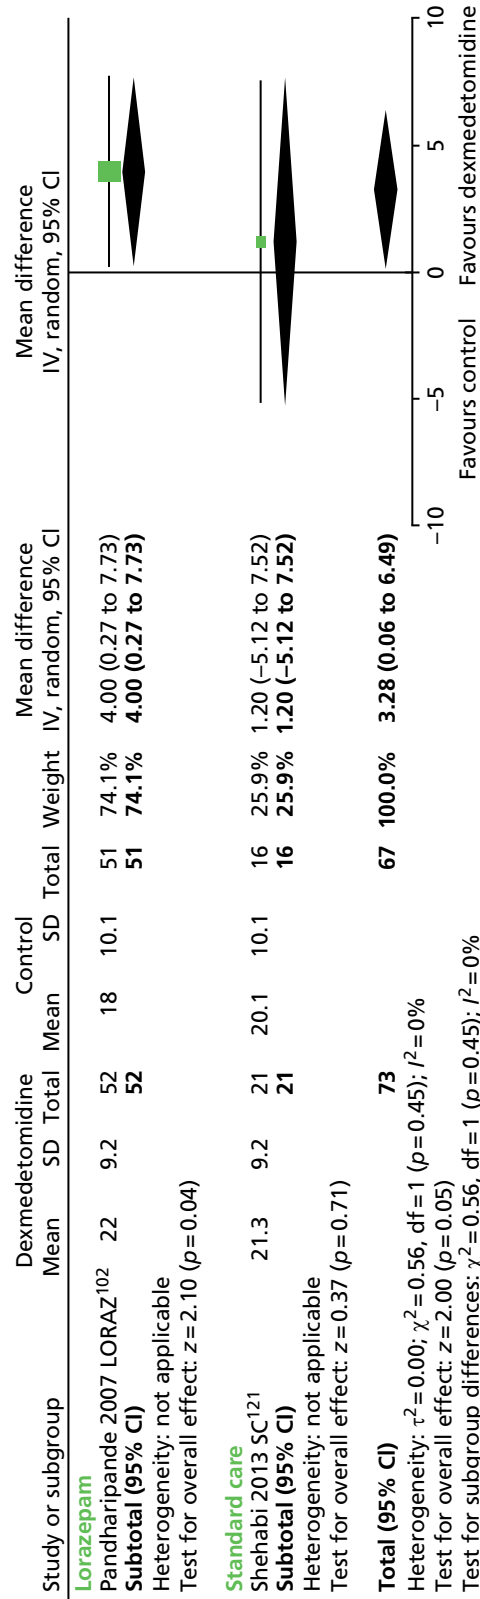 Dexmedetomidine Control Mean difference Mean difference
Study or subgroup Mean SD Total Mean SD Total Weight IV, random, 95% CI IV, random, 95% CI
Lorazepam
Pandharipande 2007 LORAZ102 22 9.2 52 18 10.1 51 74.1% 4.00 (0.27 to 7.73)
Subtotal (95% CI) 52 51 74.1% 4.00 (0.27 to 7.73)
Heterogeneity: not applicable
Test for overall effect: z=2.10 (p=0.04)
Standard care
Shehabi 2013 SC121 21.3 9.2 21 20.1 10.1 16 25.9% 1.20 (−5.12 to 7.52)
Subtotal (95% CI) 21 16 25.9% 1.20 (−5.12 to 7.52)
Heterogeneity: not applicable
Test for overall effect: z=0.37 (p=0.71)
Total (95% CI) 73 67 100.0% 3.28 (0.06 to 6.49)
Heterogeneity: τ2=0.00; χ2=0.56, df=1 (p=0.45); I2=0%
Test for overall effect: z=2.00 (p=0.05)
Test for subgroup differences: χ2=0.56, df=1 (p=0.45); I2=0%
−10 −5 0 5 10
Favours control Favours dexmedetomidine